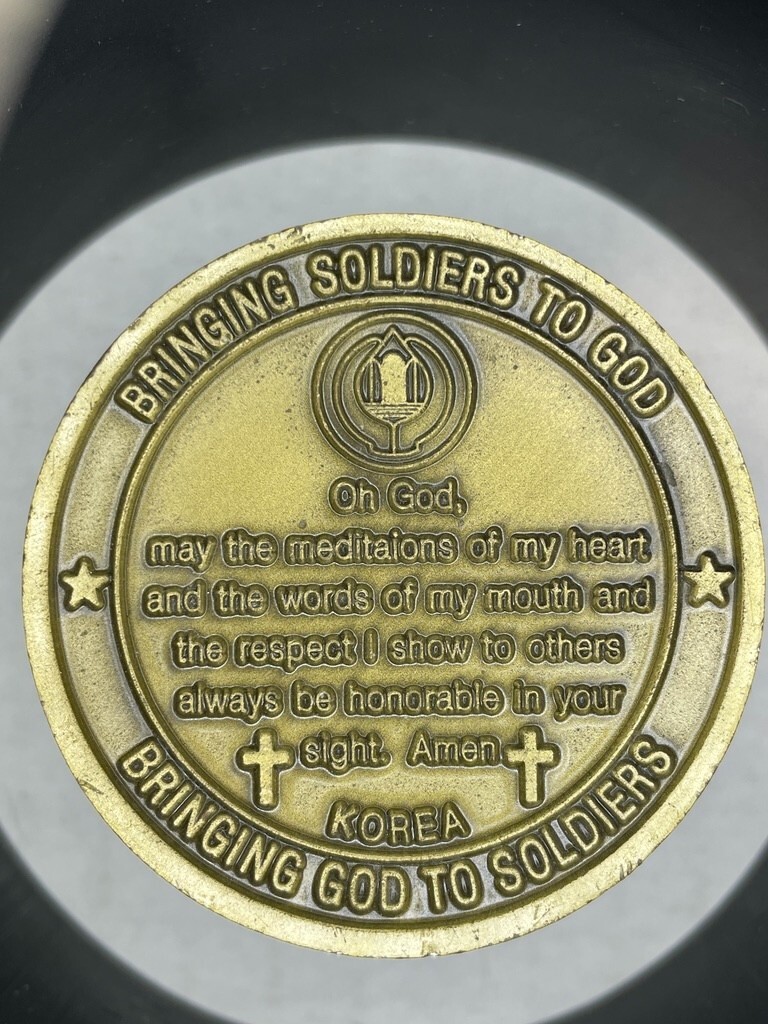 BRINGING SOLDIERS TO GOD
Oh God,
may the meditaions of my heart
and the words of my mouth and
the respect I show to others
always be honorable in your
sight. Amen
KOREA
BRINGING GOD TO SOLDIERS